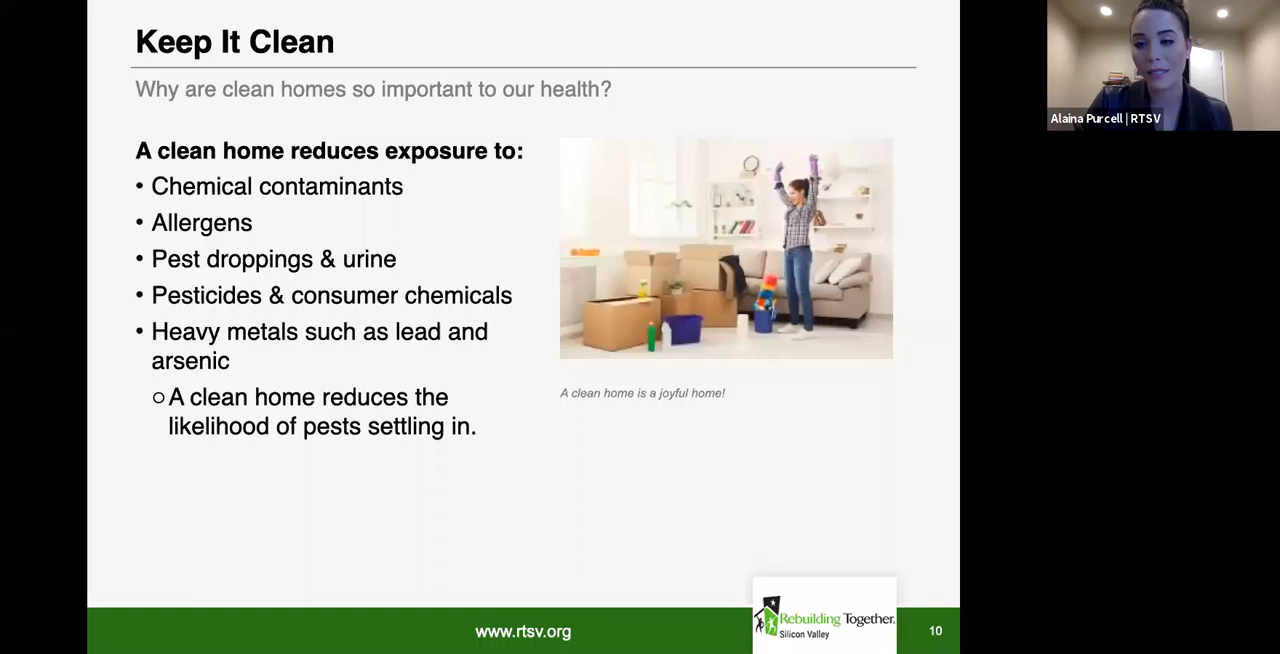 Keep It Clean
Why are clean homes so important to our health?
A clean home reduces exposure to:
• Chemical contaminants
• Allergens
• Pest droppings & urine
• Pesticides & consumer chemicals
• Heavy metals such as lead and
arsenic
○ A clean home reduces the
likelihood of pests settling in.
A clean home is a joyful home!
www.rtsv.org
Rebuilding Together.
Silicon Valley
10
Alaina Purcell | RTSV